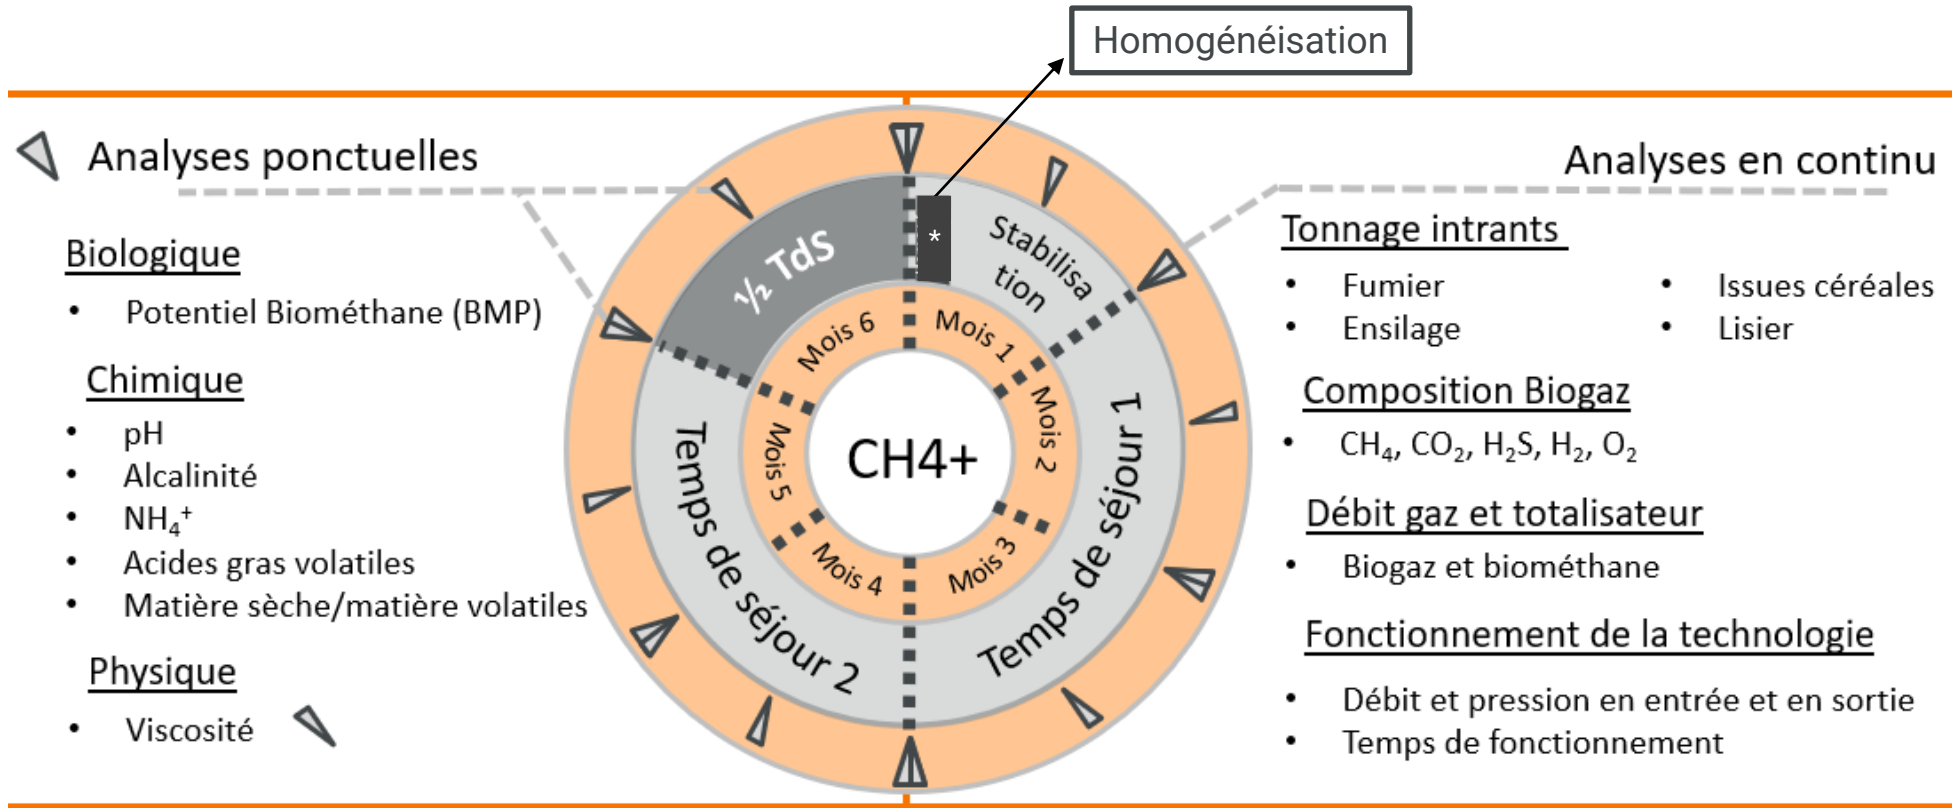 Homogénéisation
Analyses ponctuelles
Biologique
• Potentiel Biométhane (BMP)
Chimique
• pH
• Alcalinité
• NH₄⁺
• Acides gras volatiles
• Matière sèche/matière volatiles
Physique
• Viscosité
*
Stabilisa
tion
½ TdS
Temps de séjour 1
Temps de séjour 2
Mois 1
Mois 2
Mois 3
Mois 4
Mois 5
Mois 6
CH4+
Analyses en continu
Tonnage intrants
• Fumier
• Ensilage
• Issues céréales
• Lisier
Composition Biogaz
• CH₄, CO₂, H₂S, H₂, O₂
Débit gaz et totalisateur
• Biogaz et biométhane
Fonctionnement de la technologie
• Débit et pression en entrée et en sortie
• Temps de fonctionnement